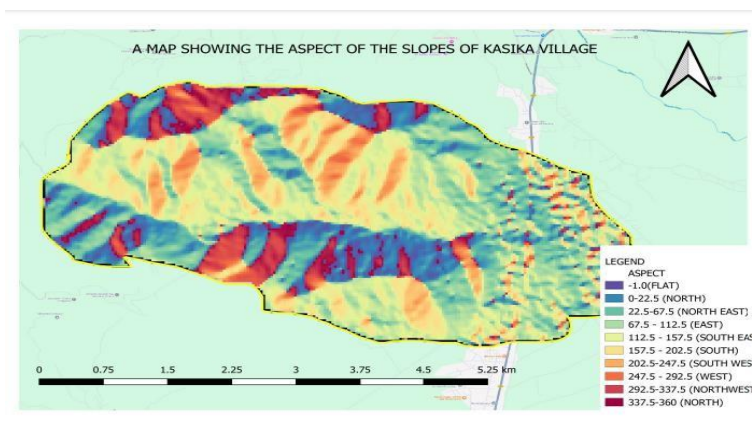 A MAP SHOWING THE ASPECT OF THE SLOPES OF KASIKA VILLAGE
LEGEND
ASPECT
-1.0(FLAT)
0-22.5 (NORTH)
22.5-67.5 (NORTH EAST)
67.5 - 112.5 (EAST)
112.5 - 157.5 (SOUTH EAS
157.5 - 202.5 (SOUTH)
202.5-247.5 (SOUTH WES
247.5 - 292.5 (WEST)
292.5-337.5 (NORTHWEST
337.5-360 (NORTH)
0 0.75 1.5 2.25 3 3.75 4.5 5.25 km